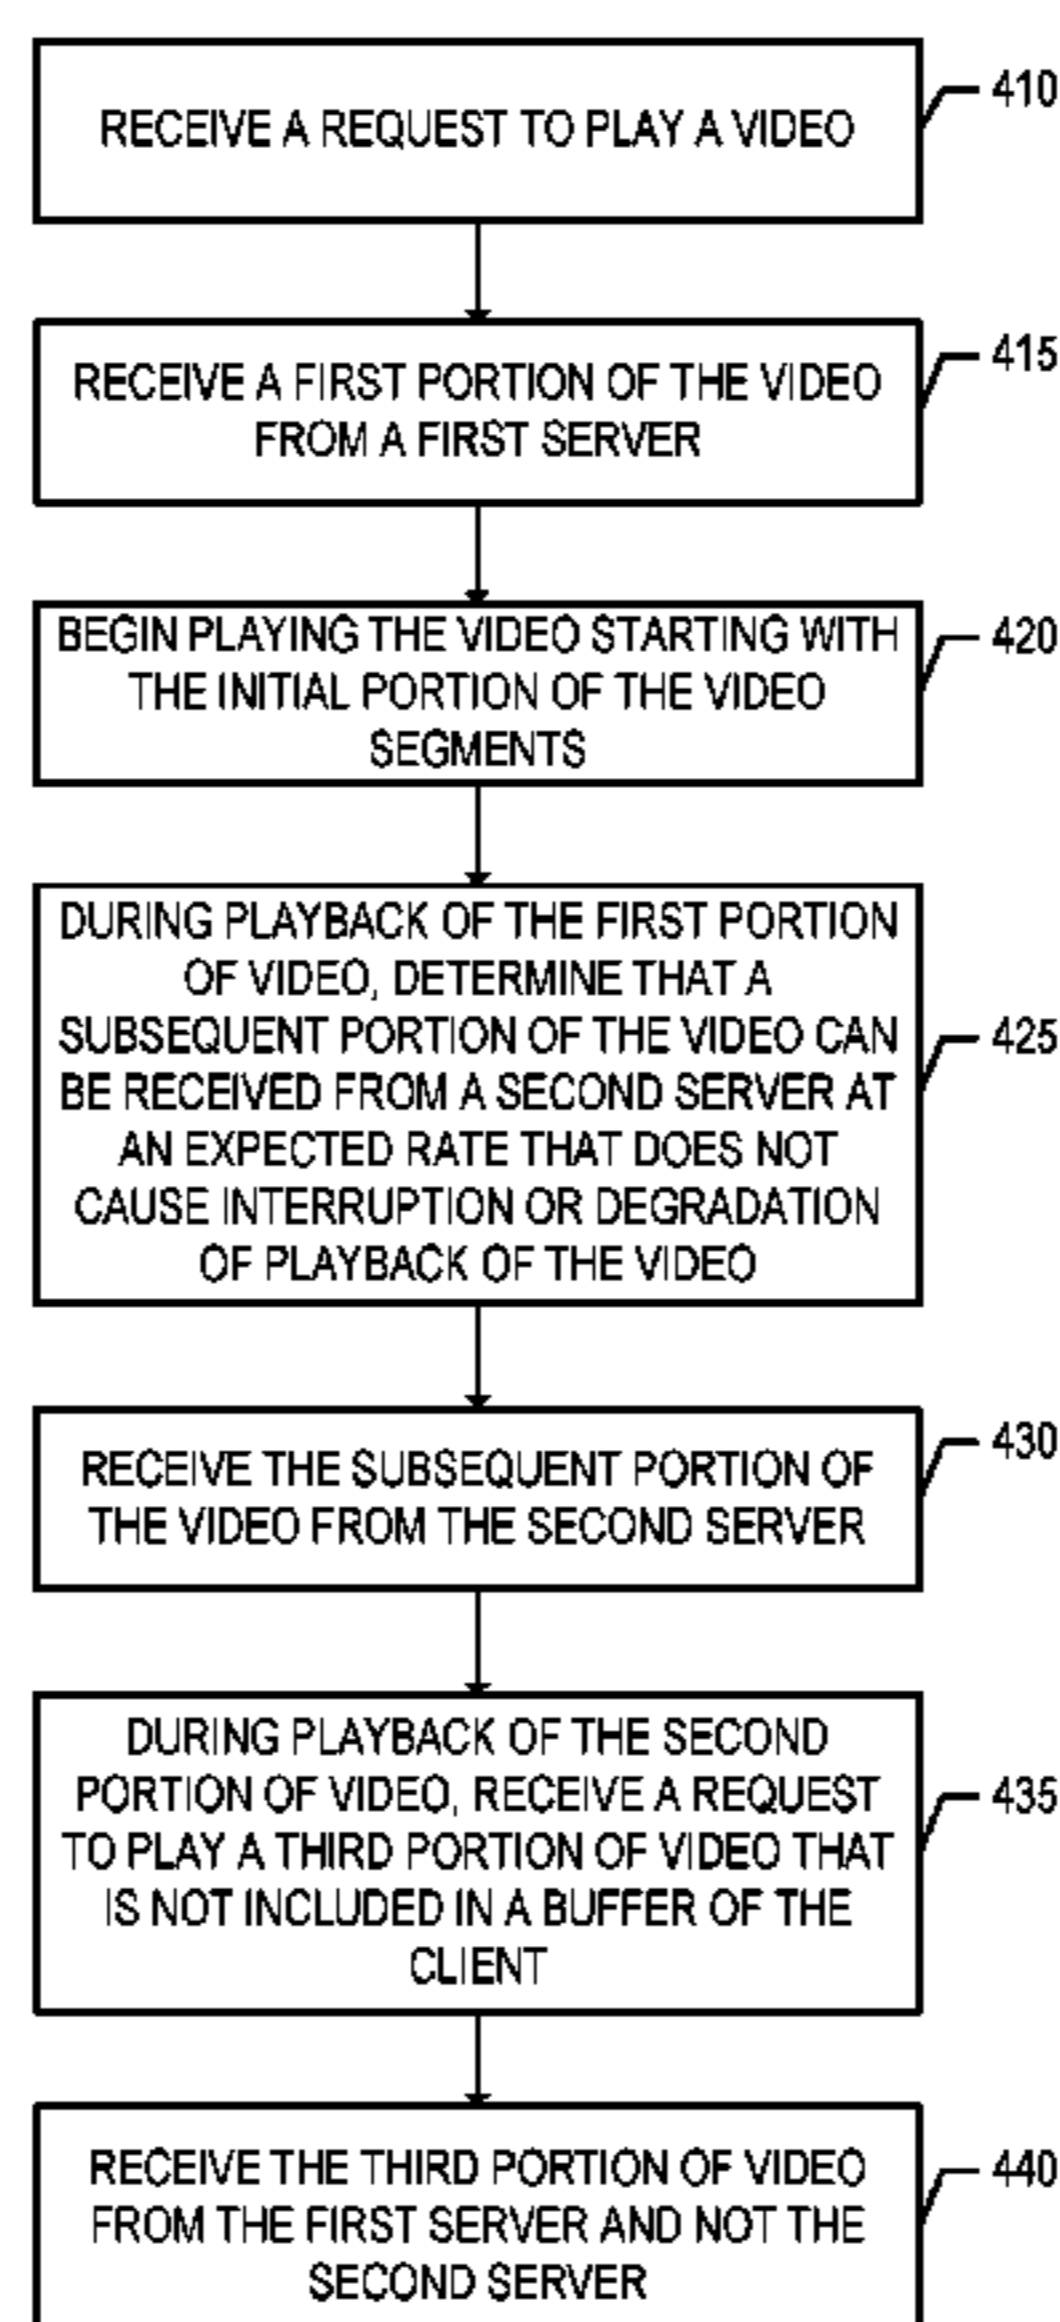 RECEIVE A REQUEST TO PLAY A VIDEO
410
RECEIVE A FIRST PORTION OF THE VIDEO
FROM A FIRST SERVER
415
BEGIN PLAYING THE VIDEO STARTING WITH
THE INITIAL PORTION OF THE VIDEO
SEGMENTS
420
DURING PLAYBACK OF THE FIRST PORTION
OF VIDEO, DETERMINE THAT A
SUBSEQUENT PORTION OF THE VIDEO CAN
BE RECEIVED FROM A SECOND SERVER AT
AN EXPECTED RATE THAT DOES NOT
CAUSE INTERRUPTION OR DEGRADATION
OF PLAYBACK OF THE VIDEO
425
RECEIVE THE SUBSEQUENT PORTION OF
THE VIDEO FROM THE SECOND SERVER
430
DURING PLAYBACK OF THE SECOND
PORTION OF VIDEO, RECEIVE A REQUEST
TO PLAY A THIRD PORTION OF VIDEO THAT
IS NOT INCLUDED IN A BUFFER OF THE
CLIENT
435
RECEIVE THE THIRD PORTION OF VIDEO
FROM THE FIRST SERVER AND NOT THE
SECOND SERVER
440